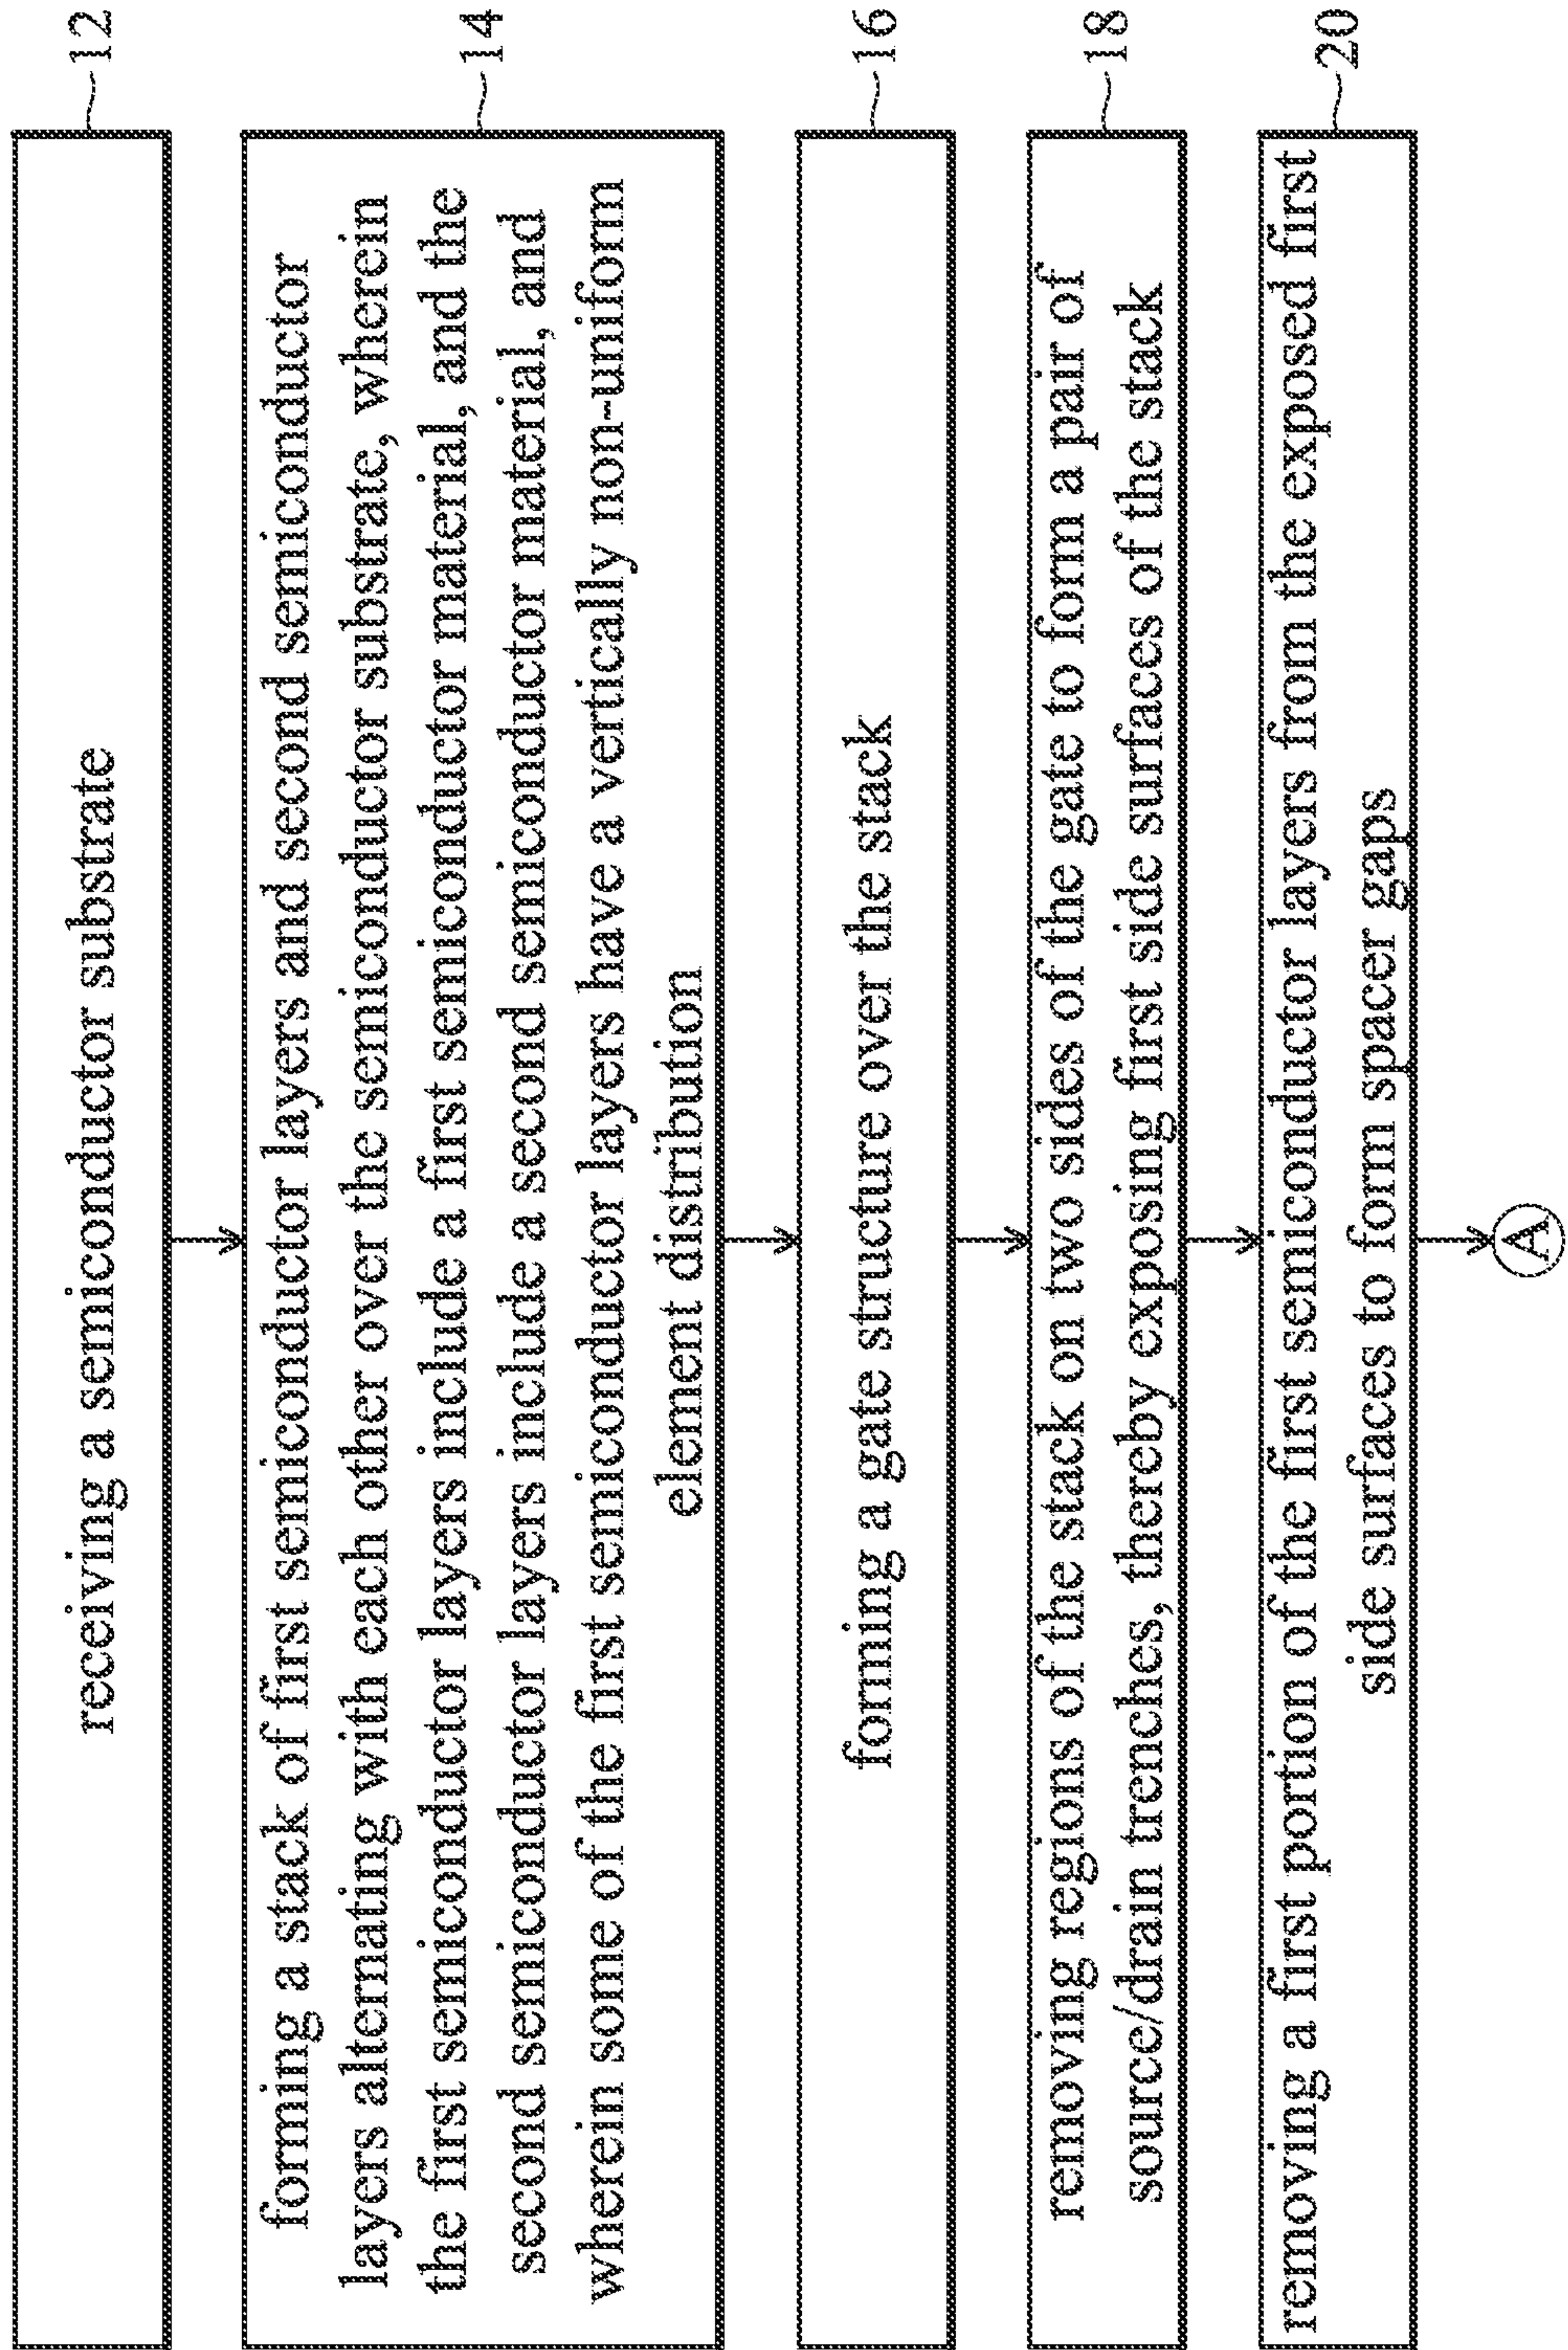 receiving a semiconductor substrate
12
forming a stack of first semiconductor layers and second semiconductor
layers alternating with each other over the semiconductor substrate, wherein
the first semiconductor layers include a first semiconductor material, and the
second semiconductor layers include a second semiconductor material, and
wherein some of the first semiconductor layers have a vertically non-uniform
element distribution
14
forming a gate structure over the stack
16
removing regions of the stack on two sides of the gate to form a pair of
source/drain trenches, thereby exposing first side surfaces of the stack
18
removing a first portion of the first semiconductor layers from the exposed first
side surfaces to form spacer gaps
20
A